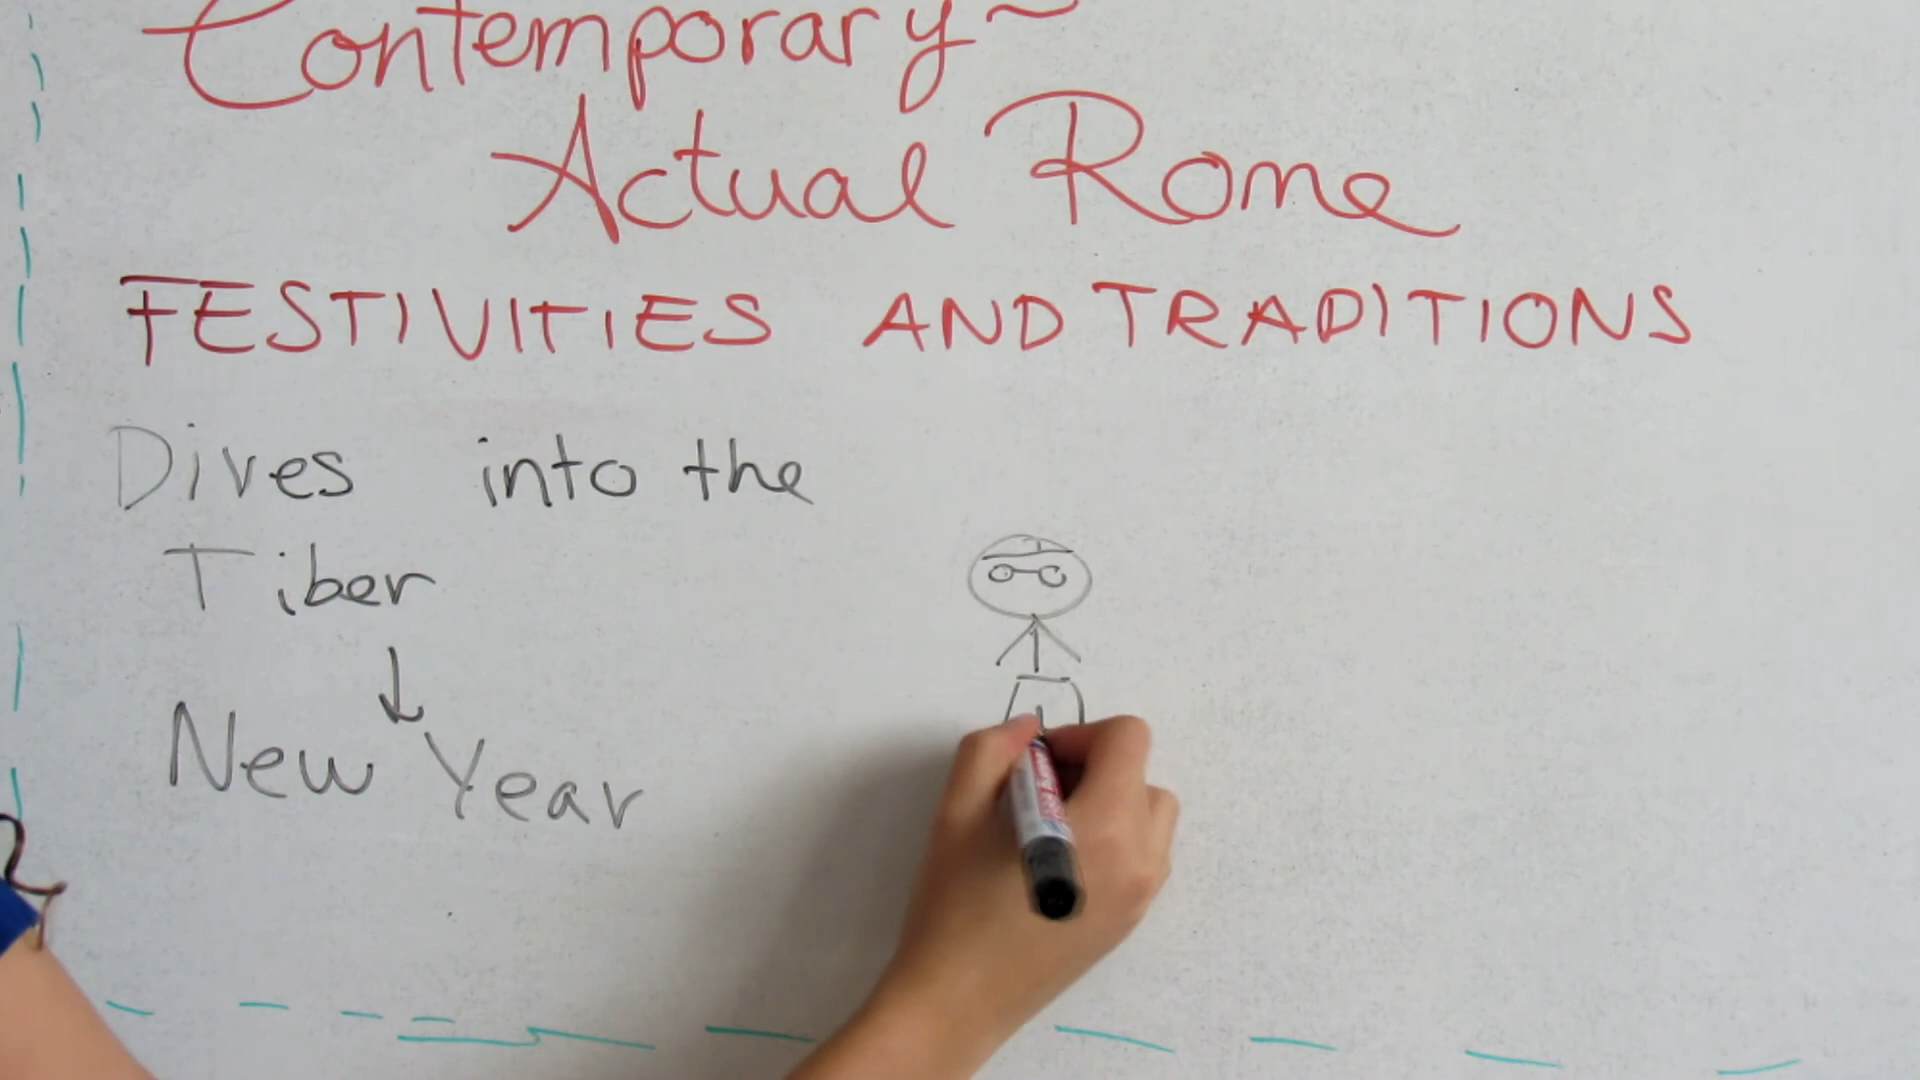 Contemporary~
Actual Rome
FESTIVITIES AND TRADITIONS
Dives into the
Tiber
New Year